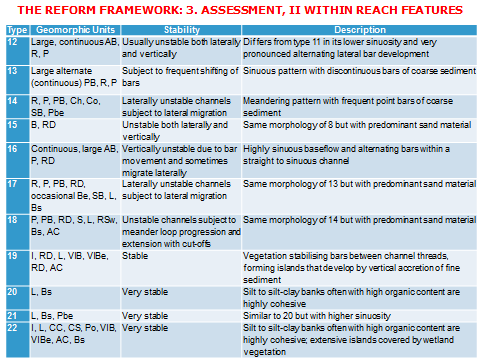 THE REFORM FRAMEWORK: 3. ASSESSMENT, II WITHIN REACH FEATURES
Type Geomorphic Units Stability Description
12 Large, continuous AB, R, P Usually unstable both laterally and vertically Differs from type 11 in its lower sinuosity and very pronounced alternating lateral bar development
13 Large alternate (continuous) PB, R, P Subject to frequent shifting of bars Sinuous pattern with discontinuous bars of coarse sediment
14 R, P, PB, Ch, Co, SB, Pbe Laterally unstable channels subject to lateral migration Meandering pattern with frequent point bars of coarse sediment
15 B, RD Unstable both laterally and vertically Same morphology of 8 but with predominant sand material
16 Continuous, large AB, P, RD Vertically unstable due to bar movement and sometimes migrate laterally Highly sinuous baseflow and alternating bars within a straight to sinuous channel
17 R, P, PB, RD, occasional Be, SB, L, Bs Laterally unstable channels subject to lateral migration Same morphology of 13 but with predominant sand material
18 P, PB, RD, S, L, RSw, Bs, AC Unstable channels subject to meander loop progression and extension with cut-offs Same morphology of 14 but with predominant sand material
19 I, RD, L, VIB, VIBe, RD, AC Stable Vegetation stabilising bars between channel threads, forming islands that develop by vertical accretion of fine sediment
20 L, Bs Very stable Silt to silt-clay banks often with high organic content are highly cohesive
21 L, Bs, Pbe Very stable Similar to 20 but with higher sinuosity
22 I, L, CC, CS, Po, VIB, VIBe, AC, Bs Very stable Silt to silt-clay banks often with high organic content are highly cohesive; extensive islands covered by wetland vegetation